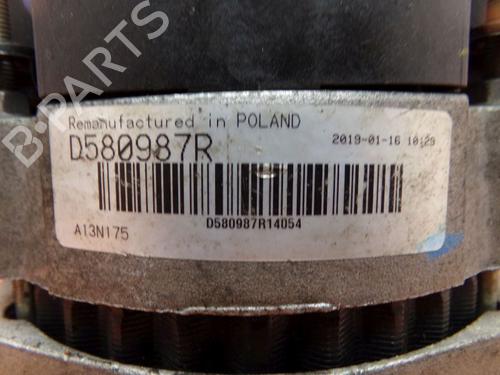 B-PARTS
Remanufactured in POLAND
D580987R
2019-01-16 10:29
D580987R14054
A13N175